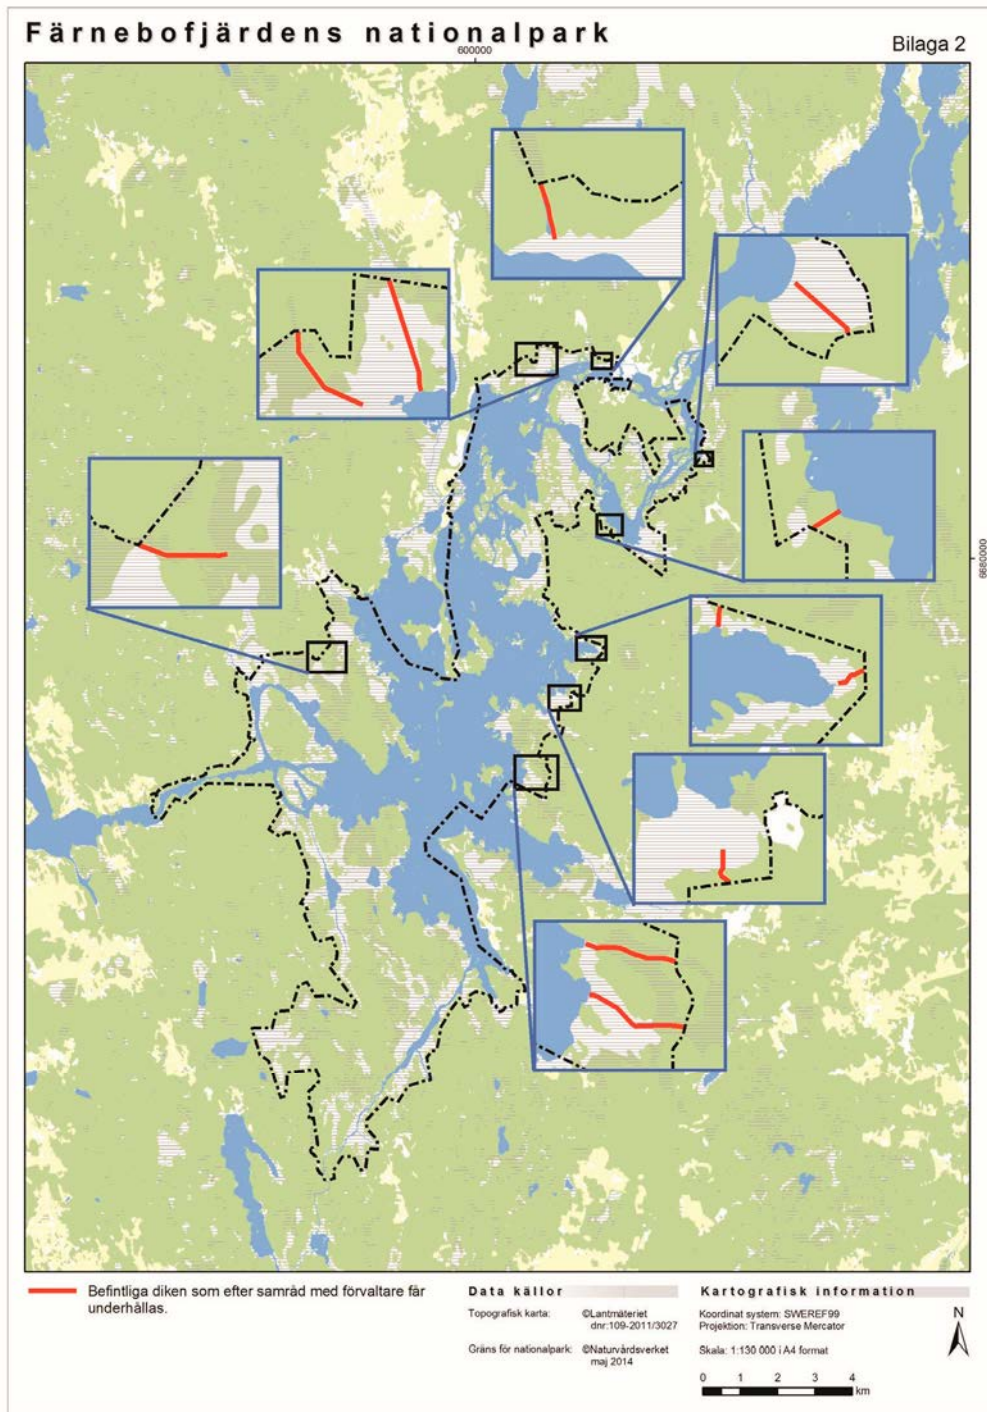 Färnebofjärdens nationalpark
Bilaga 2
600000
6680000
Befintliga diken som efter samråd med förvaltare får
underhållas.
Data källor
Topografisk karta: ©Lantmäteriet
dnr:109-2011/3027
Gräns för nationalpark: ©Naturvårdsverket
maj 2014
Kartografisk information
Koordinat system: SWEREF99
Projektion: Transverse Mercator
Skala: 1:130 000 i A4 format
N
0 1 2 3 4
km